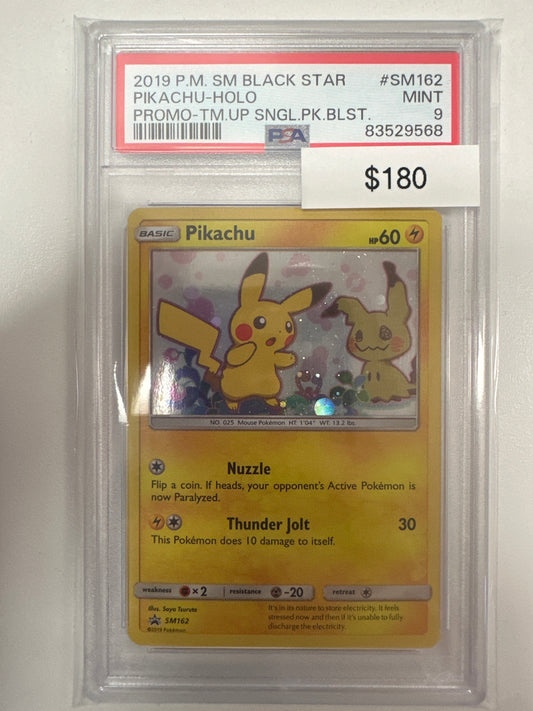 2019 P.M. SM BLACK STAR #SM162
PIKACHU-HOLO MINT
PROMO-TM.UP SNGL.PK.BLST. 9
PSA 83529568
$180
BASIC Pikachu HP60
NO. 025 Mouse Pokémon HT: 1'04" WT: 13.2 lbs.
Nuzzle
Flip a coin. If heads, your opponent's Active Pokémon is
now Paralyzed.
Thunder Jolt 30
This Pokémon does 10 damage to itself.
weakness ×2 resistance -20 retreat
Illus. Saya Tsuruta
SM162
©2019 Pokémon
It's in its nature to store electricity. It feels
stressed now and then if it's unable to fully
discharge the electricity.